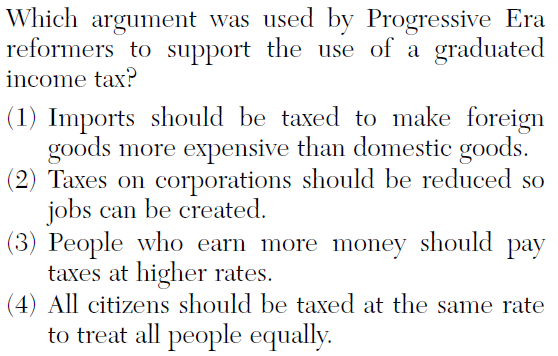 Which argument was used by Progressive Era
reformers to support the use of a graduated
income tax?
(1) Imports should be taxed to make foreign
goods more expensive than domestic goods.
(2) Taxes on corporations should be reduced so
jobs can be created.
(3) People who earn more money should pay
taxes at higher rates.
(4) All citizens should be taxed at the same rate
to treat all people equally.